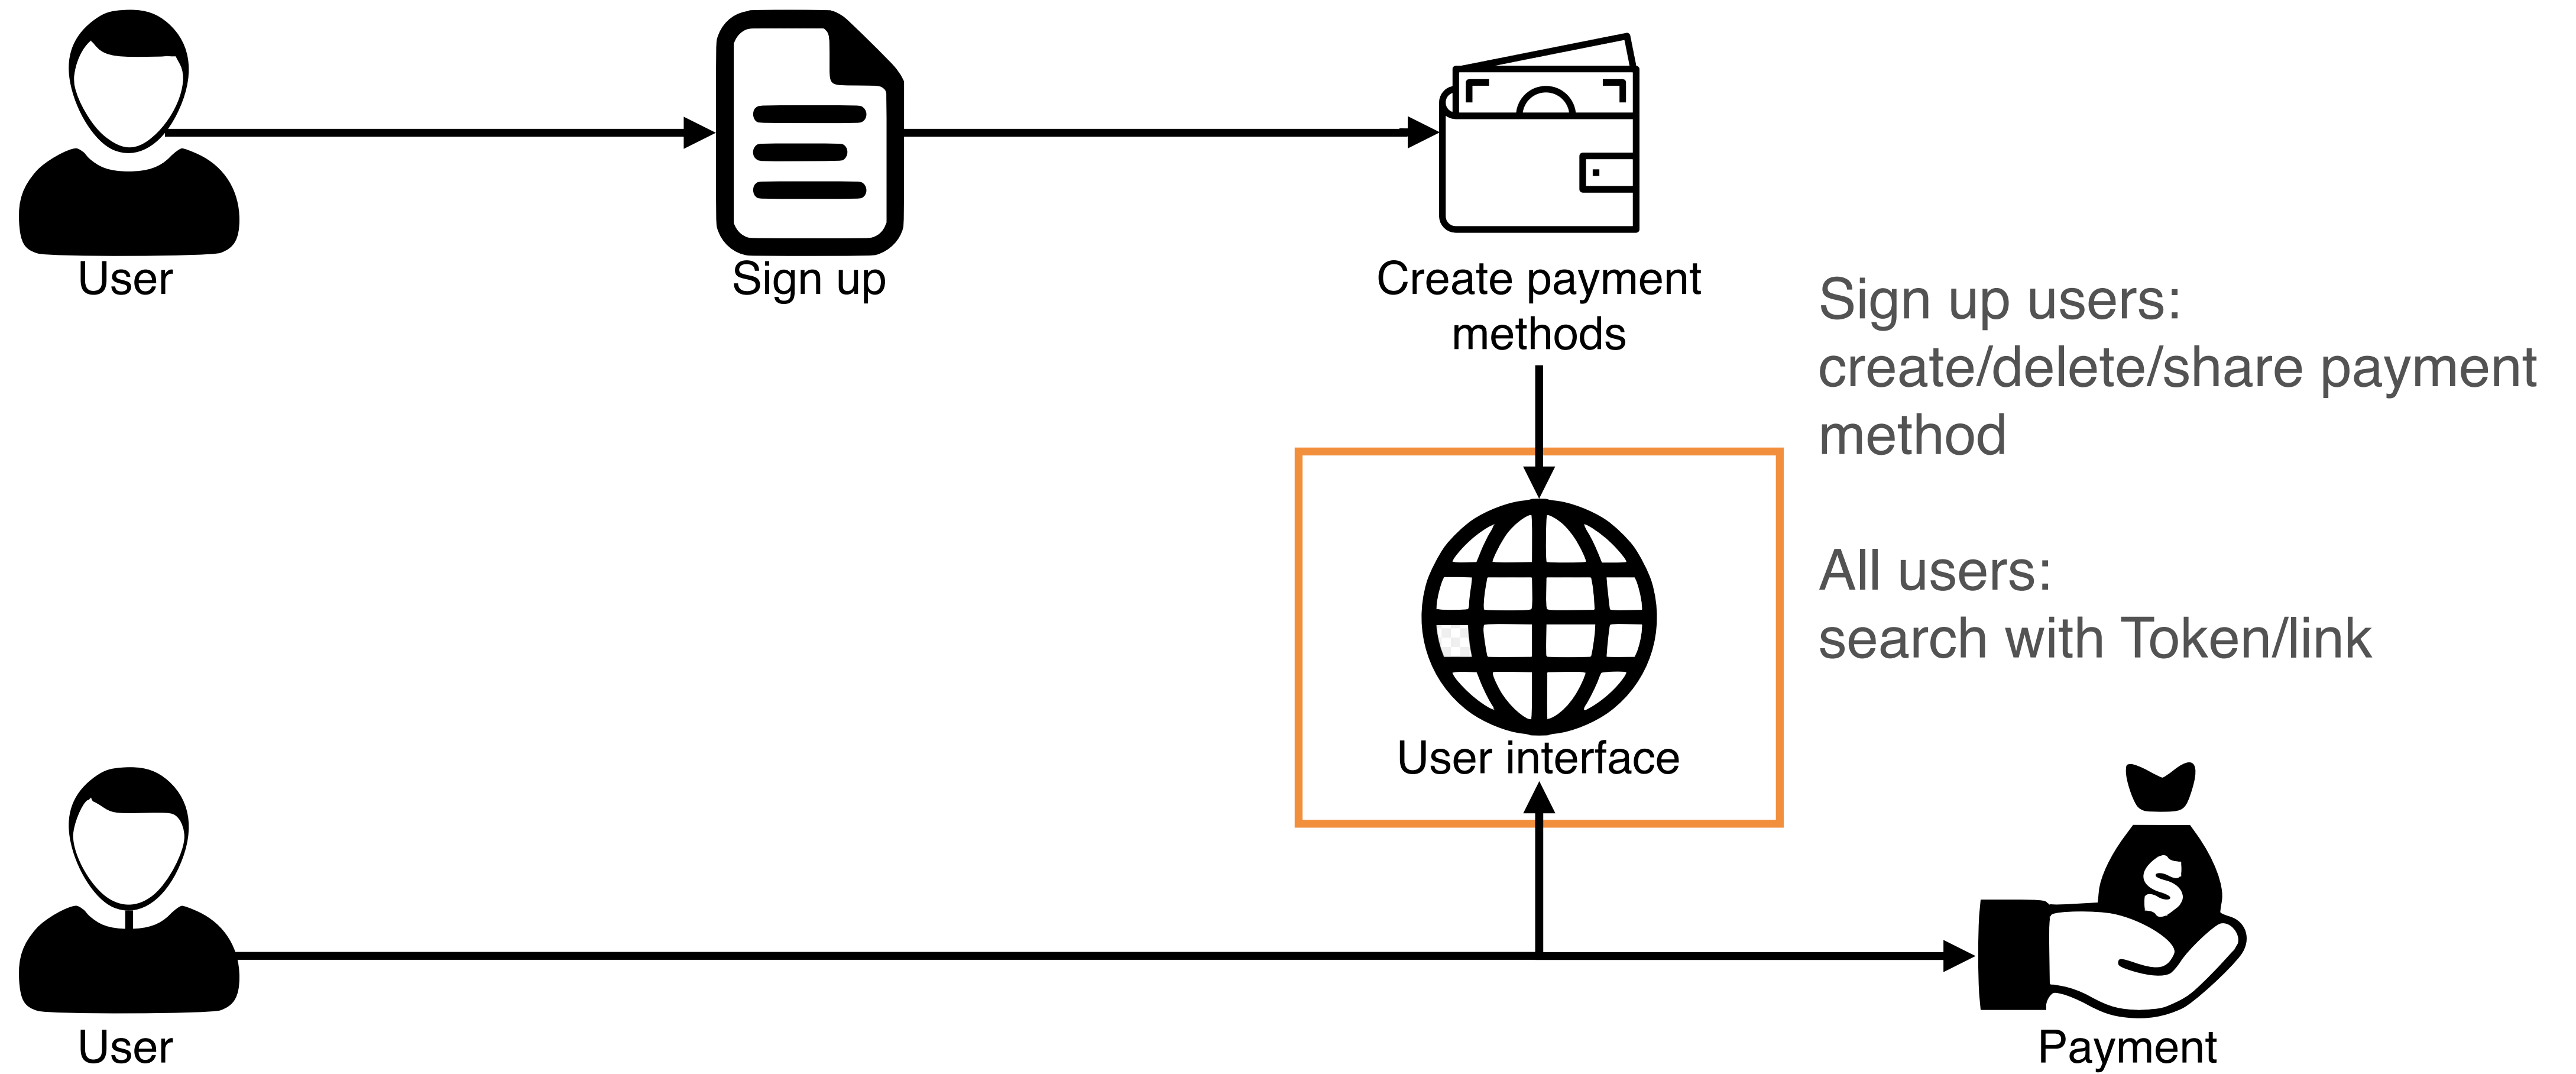 User
Sign up
Create payment
methods
Sign up users:
create/delete/share payment
method
All users:
search with Token/link
User interface
$
User
Payment